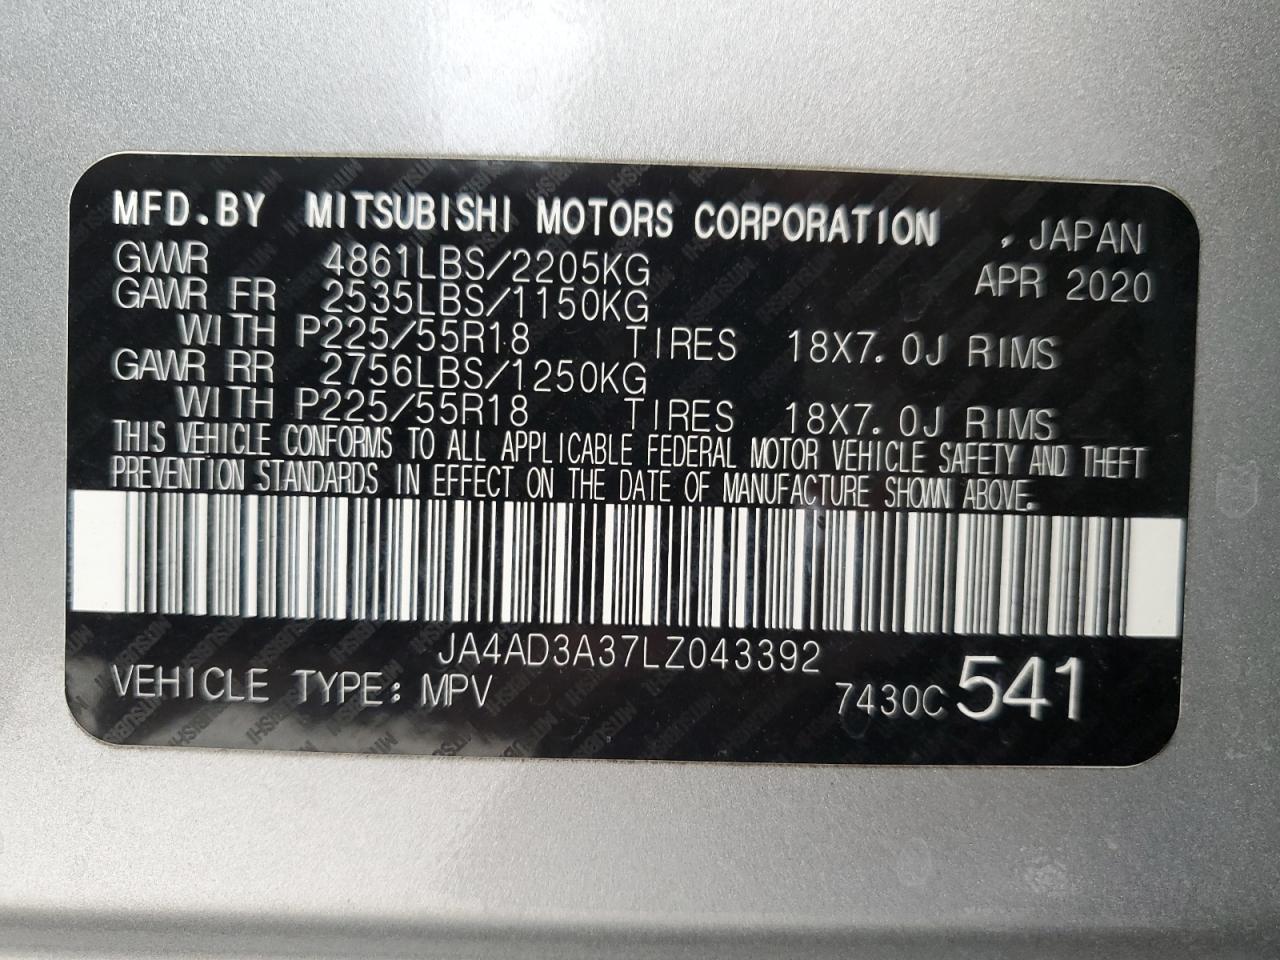 MFD.BY MITSUBISHI MOTORS CORPORATION , JAPAN
GVWR 4861LBS/2205KG APR 2020
GAWR FR 2535LBS/1150KG
WITH P225/55R18 TIRES 18X7.0J RIMS
GAWR RR 2756LBS/1250KG
WITH P225/55R18 TIRES 18X7.0J RIMS
THIS VEHICLE CONFORMS TO ALL APPLICABLE FEDERAL MOTOR VEHICLE SAFETY AND THEFT
PREVENTION STANDARDS IN EFFECT ON THE DATE OF MANUFACTURE SHOWN ABOVE.
JA4AD3A37LZ043392
VEHICLE TYPE: MPV 7430C 541